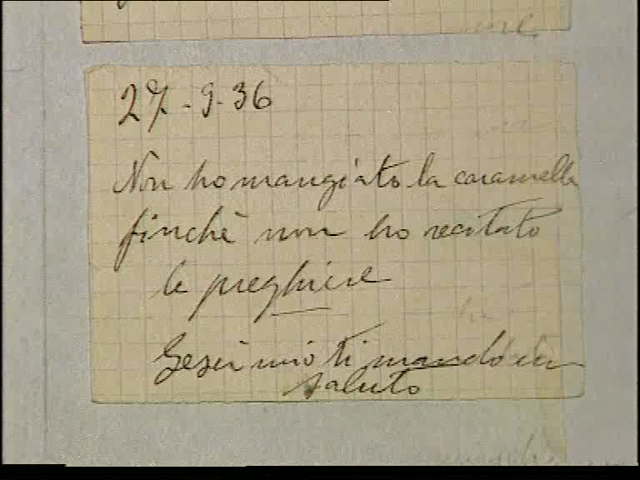 27-9-36
Non ho mangiato la caramella
finchè non ho recitato
le preghiere
Gesù mio ti mando un
saluto